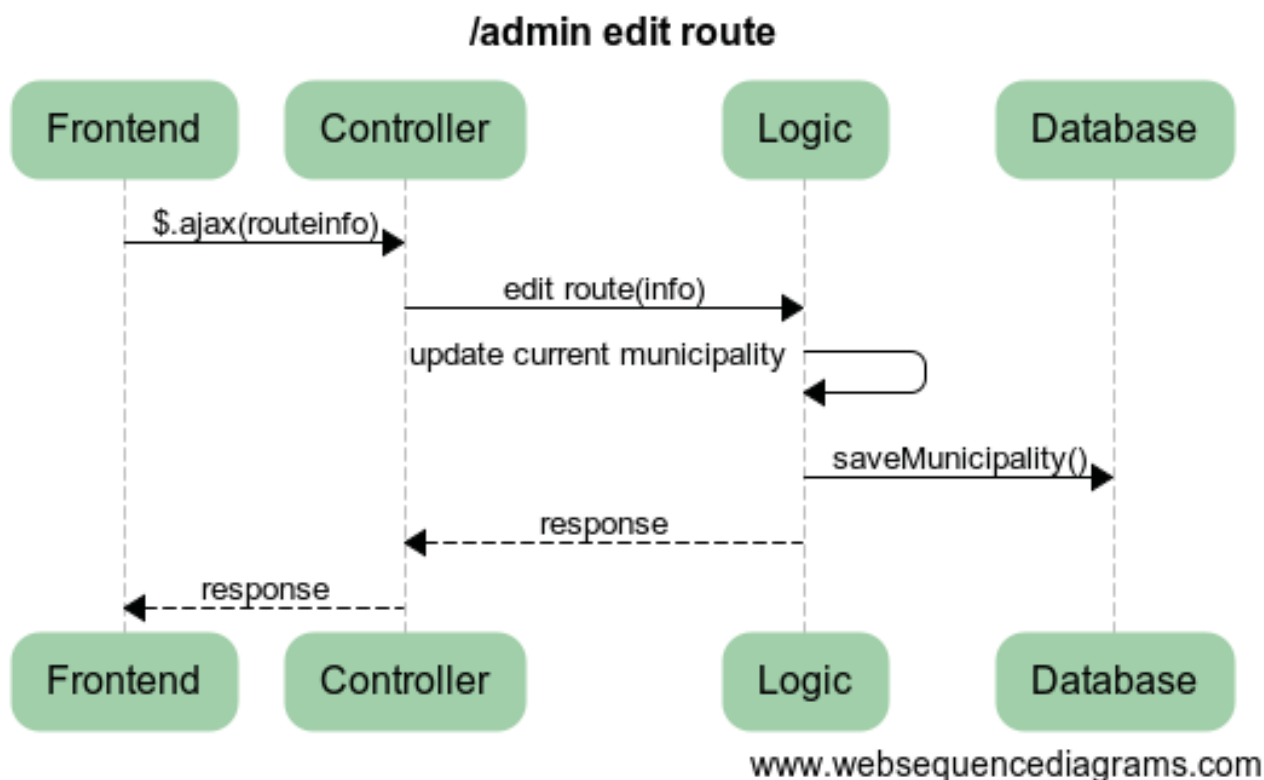 /admin edit route
Frontend Controller Logic Database
$.ajax(routeinfo)
edit route(info)
update current municipality
saveMunicipality()
response
response
Frontend Controller Logic Database
www.websequencediagrams.com